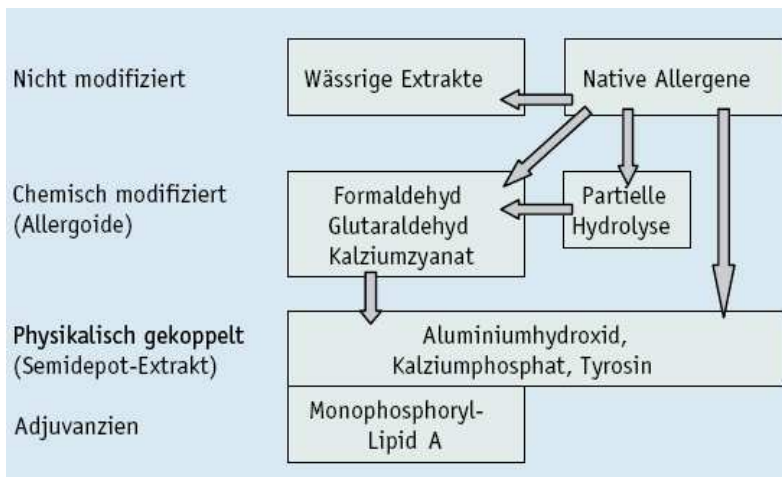 Nicht modifiziert
Wässrige Extrakte
Native Allergene
Chemisch modifiziert
(Allergoide)
Formaldehyd
Glutaraldehyd
Kalziumzyanat
Partielle
Hydrolyse
Physikalisch gekoppelt
(Semidepot-Extrakt)
Aluminiumhydroxid,
Kalziumphosphat, Tyrosin
Adjuvanzien
Monophosphoryl-
Lipid A